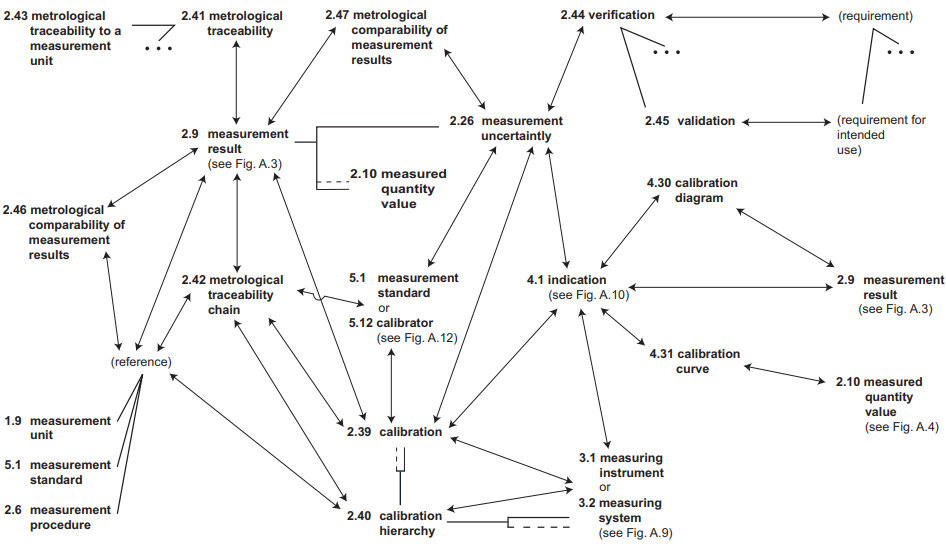 2.43 metrological
traceability to a
measurement
unit
2.41 metrological
traceability
2.47 metrological
comparability of
measurement
results
2.44 verification
(requirement)
2.9 measurement
result
(see Fig. A.3)
2.26 measurement
uncertaintly
2.45 validation
(requirement for
intended
use)
2.10 measured
quantity
value
4.30 calibration
diagram
2.46 metrological
comparability of
measurement
results
2.42 metrological
traceability
chain
5.1 measurement
standard
or
5.12 calibrator
(see Fig. A.12)
4.1 indication
(see Fig. A.10)
2.9 measurement
result
(see Fig. A.3)
(reference)
4.31 calibration
curve
2.10 measured
quantity
value
(see Fig. A.4)
1.9 measurement
unit
5.1 measurement
standard
2.6 measurement
procedure
2.39 calibration
3.1 measuring
instrument
or
3.2 measuring
system
(see Fig. A.9)
2.40 calibration
hierarchy